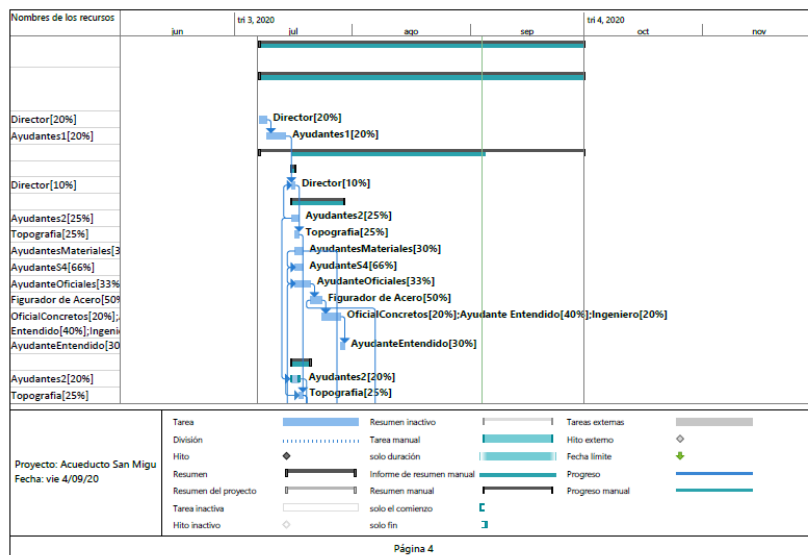 Nombres de los recursos
tri 3, 2020
tri 4, 2020
jun
jul
ago
sep
oct
nov
Director[20%]
Director[20%]
Ayudantes1[20%]
Ayudantes1[20%]
Director[10%]
Director[10%]
Ayudantes2[25%]
Ayudantes2[25%]
Topografia[25%]
Topografia[25%]
AyudantesMateriales[3
AyudantesMateriales[30%]
AyudanteS4[66%]
AyudanteS4[66%]
AyudanteOficiales[33%
AyudanteOficiales[33%]
Figurador de Acero[50%
Figurador de Acero[50%]
OficialConcretos[20%];
Entendido[40%];Ingenie
OficialConcretos[20%];Ayudante Entendido[40%];Ingeniero[20%]
AyudanteEntendido[30
AyudanteEntendido[30%]
Ayudantes2[20%]
Ayudantes2[20%]
Topografia[25%]
Topografia[25%]
Proyecto: Acueducto San Migu
Fecha: vie 4/09/20
Tarea
División
Hito
Resumen
Resumen del proyecto
Tarea inactiva
Hito inactivo
Resumen inactivo
Tarea manual
solo duración
Informe de resumen manual
Resumen manual
solo el comienzo
solo fin
Tareas externas
Hito externo
Fecha límite
Progreso
Progreso manual
Página 4